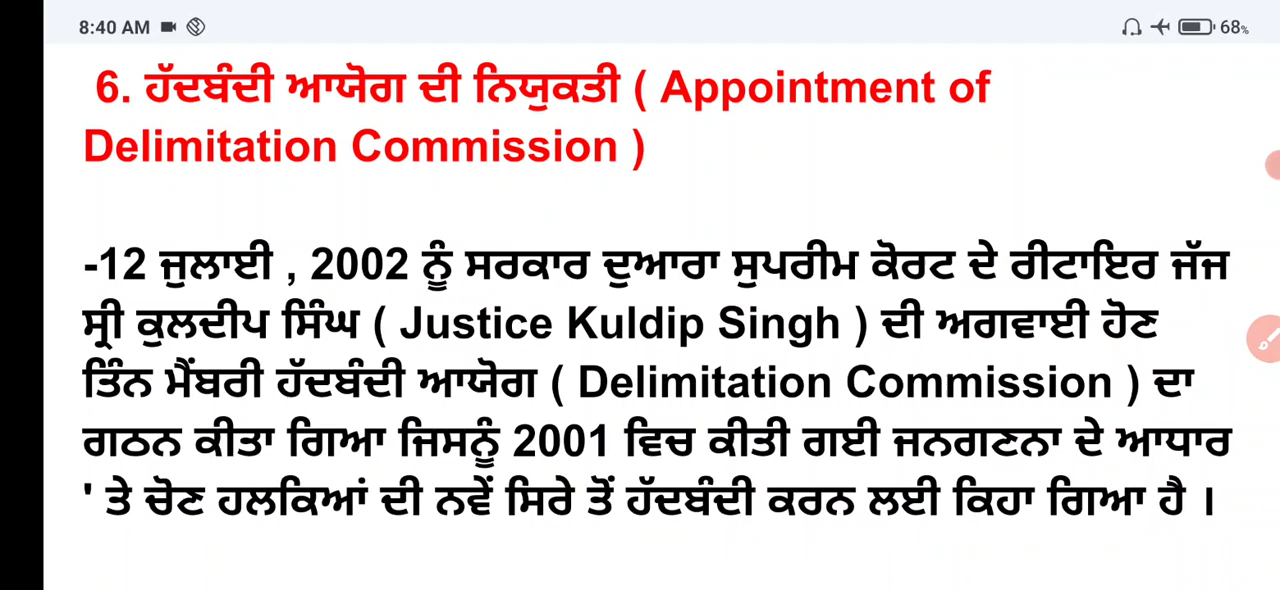 8:40 AM
68%
6. ਹੱਦਬੰਦੀ ਆਯੋਗ ਦੀ ਨਿਯੁਕਤੀ ( Appointment of
Delimitation Commission )
-12 ਜੁਲਾਈ , 2002 ਨੂੰ ਸਰਕਾਰ ਦੁਆਰਾ ਸੁਪਰੀਮ ਕੋਰਟ ਦੇ ਰੀਟਾਇਰ ਜੱਜ
ਸ੍ਰੀ ਕੁਲਦੀਪ ਸਿੰਘ ( Justice Kuldip Singh ) ਦੀ ਅਗਵਾਈ ਹੋਣ
ਤਿੰਨ ਮੈਂਬਰੀ ਹੱਦਬੰਦੀ ਆਯੋਗ ( Delimitation Commission ) ਦਾ
ਗਠਨ ਕੀਤਾ ਗਿਆ ਜਿਸਨੂੰ 2001 ਵਿਚ ਕੀਤੀ ਗਈ ਜਨਗਣਨਾ ਦੇ ਆਧਾਰ
' ਤੇ ਚੋਣ ਹਲਕਿਆਂ ਦੀ ਨਵੇਂ ਸਿਰੇ ਤੋਂ ਹੱਦਬੰਦੀ ਕਰਨ ਲਈ ਕਿਹਾ ਗਿਆ ਹੈ ।